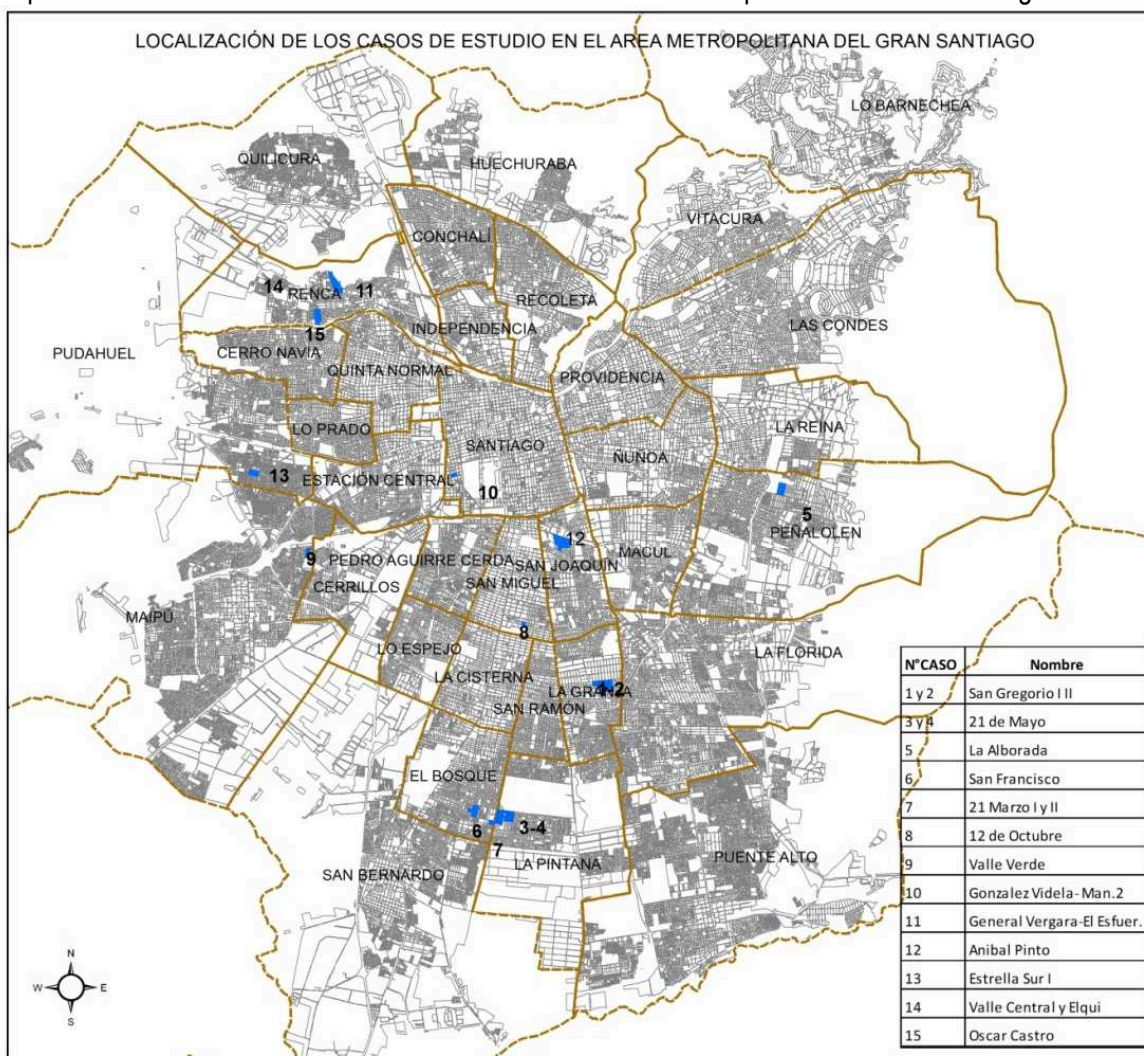 LOCALIZACIÓN DE LOS CASOS DE ESTUDIO EN EL AREA METROPOLITANA DEL GRAN SANTIAGO
LO BARNECHEA
QUILICURA
HUECHURABA
VITACURA
CONCHALÍ
14
RENCA
11
RECOLETA
INDEPENDENCIA
LAS CONDES
15
CERRO NAVIA
PUDAHUEL
QUINTA NORMAL
PROVIDENCIA
LO PRADO
LA REINA
SANTIAGO
ÑUÑOA
13
ESTACIÓN CENTRAL
10
5
PEÑALOLEN
12
9
PEDRO AGUIRRE CERDA
MACUL
SAN JOAQUÍN
CERRILLOS
SAN MIGUEL
MAIPÚ
8
LO ESPEJO
LA FLORIDA
LA CISTERNA
LA GRANJA
1-2
SAN RAMÓN
EL BOSQUE
6
3-4
7
LA PINTANA
PUENTE ALTO
SAN BERNARDO
N
W
E
S
N°CASO Nombre
1 y 2 San Gregorio I II
3 y 4 21 de Mayo
5 La Alborada
6 San Francisco
7 21 Marzo I y II
8 12 de Octubre
9 Valle Verde
10 Gonzalez Videla-Man.2
11 General Vergara-El Esfuer.
12 Anibal Pinto
13 Estrella Sur I
14 Valle Central y Elqui
15 Oscar Castro